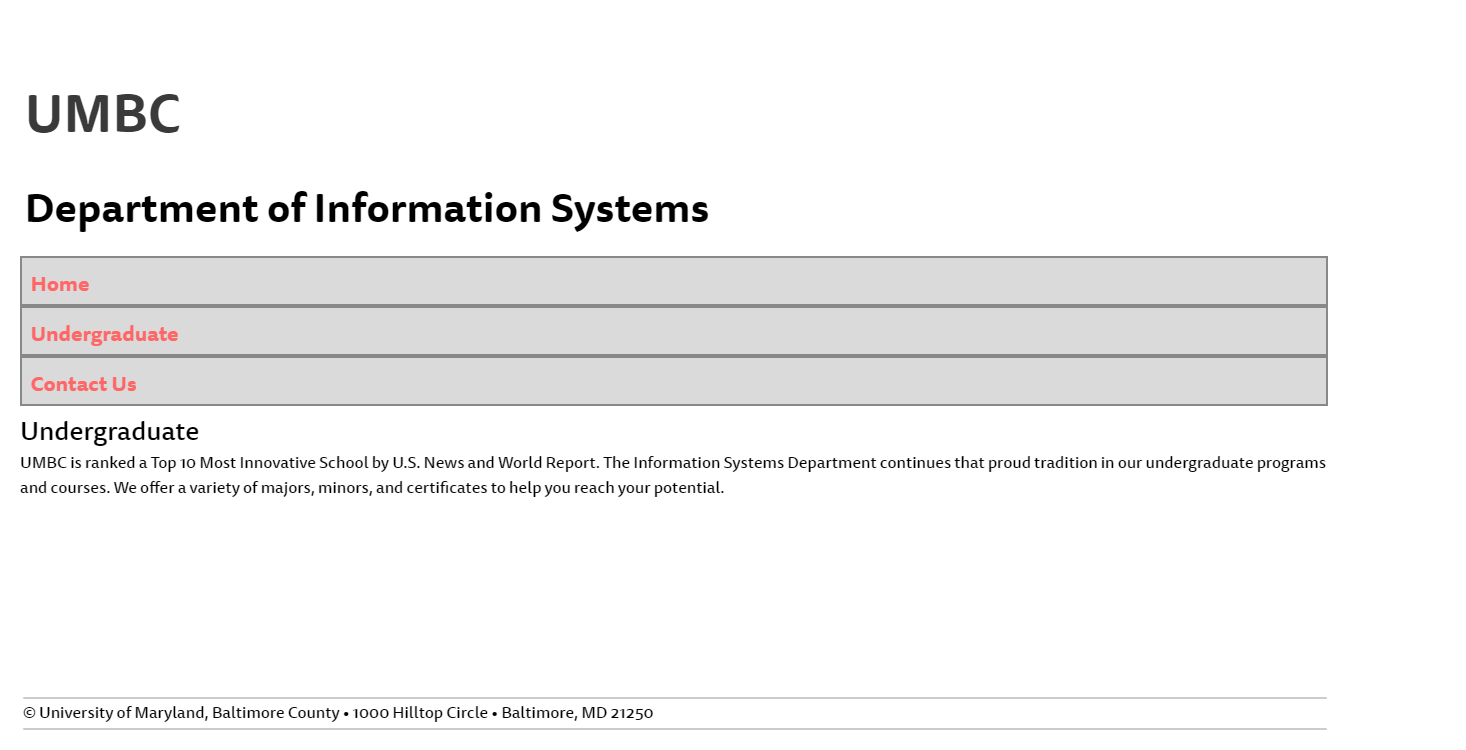 UMBC
Department of Information Systems
Home
Undergraduate
Contact Us
Undergraduate
UMBC is ranked a Top 10 Most Innovative School by U.S. News and World Report. The Information Systems Department continues that proud tradition in our undergraduate programs
and courses. We offer a variety of majors, minors, and certificates to help you reach your potential.
© University of Maryland, Baltimore County • 1000 Hilltop Circle • Baltimore, MD 21250